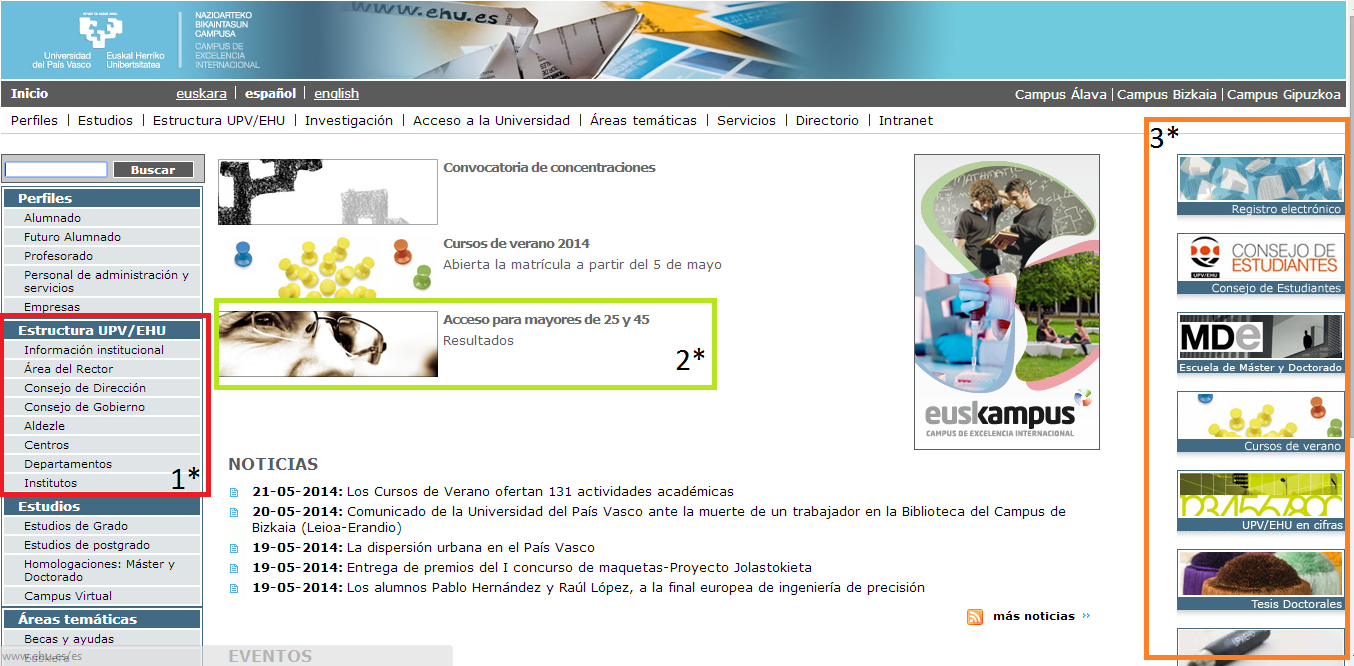 www.ehu.es
Universidad
del País Vasco
Euskal Herriko
Unibertsitatea
NAZIOARTEKO
BIKAINTASUN
CAMPUSA
CAMPUS DE
EXCELENCIA
INTERNACIONAL
Inicio
euskara | español | english
Campus Álava | Campus Bizkaia | Campus Gipuzkoa
Perfiles | Estudios | Estructura UPV/EHU | Investigación | Acceso a la Universidad | Áreas temáticas | Servicios | Directorio | Intranet
Buscar
Perfiles
Alumnado
Futuro Alumnado
Profesorado
Personal de administración y
servicios
Empresas
Estructura UPV/EHU
Información institucional
Área del Rector
Consejo de Dirección
Consejo de Gobierno
Aldezle
Centros
Departamentos
Institutos
1*
Estudios
Estudios de Grado
Estudios de postgrado
Homologaciones: Máster y
Doctorado
Campus Virtual
Áreas temáticas
Becas y ayudas
Euskera
www.ehu.es/es
Convocatoria de concentraciones
Cursos de verano 2014
Abierta la matrícula a partir del 5 de mayo
Acceso para mayores de 25 y 45
Resultados
2*
MATHEMATIC
euskampus
CAMPUS DE EXCELENCIA INTERNACIONAL
NOTICIAS
21-05-2014: Los Cursos de Verano ofertan 131 actividades académicas
20-05-2014: Comunicado de la Universidad del País Vasco ante la muerte de un trabajador en la Biblioteca del Campus de
Bizkaia (Leioa-Erandio)
19-05-2014: La dispersión urbana en el País Vasco
19-05-2014: Entrega de premios del I concurso de maquetas-Proyecto Jolastokieta
19-05-2014: Los alumnos Pablo Hernández y Raúl López, a la final europea de ingeniería de precisión
más noticias
EVENTOS
3*
Registro electrónico
UPV/EHU
CONSEJO DE
ESTUDIANTES
Consejo de Estudiantes
MDe
Escuela de Máster y Doctorado
Cursos de verano
UPV/EHU en cifras
Tesis Doctorales